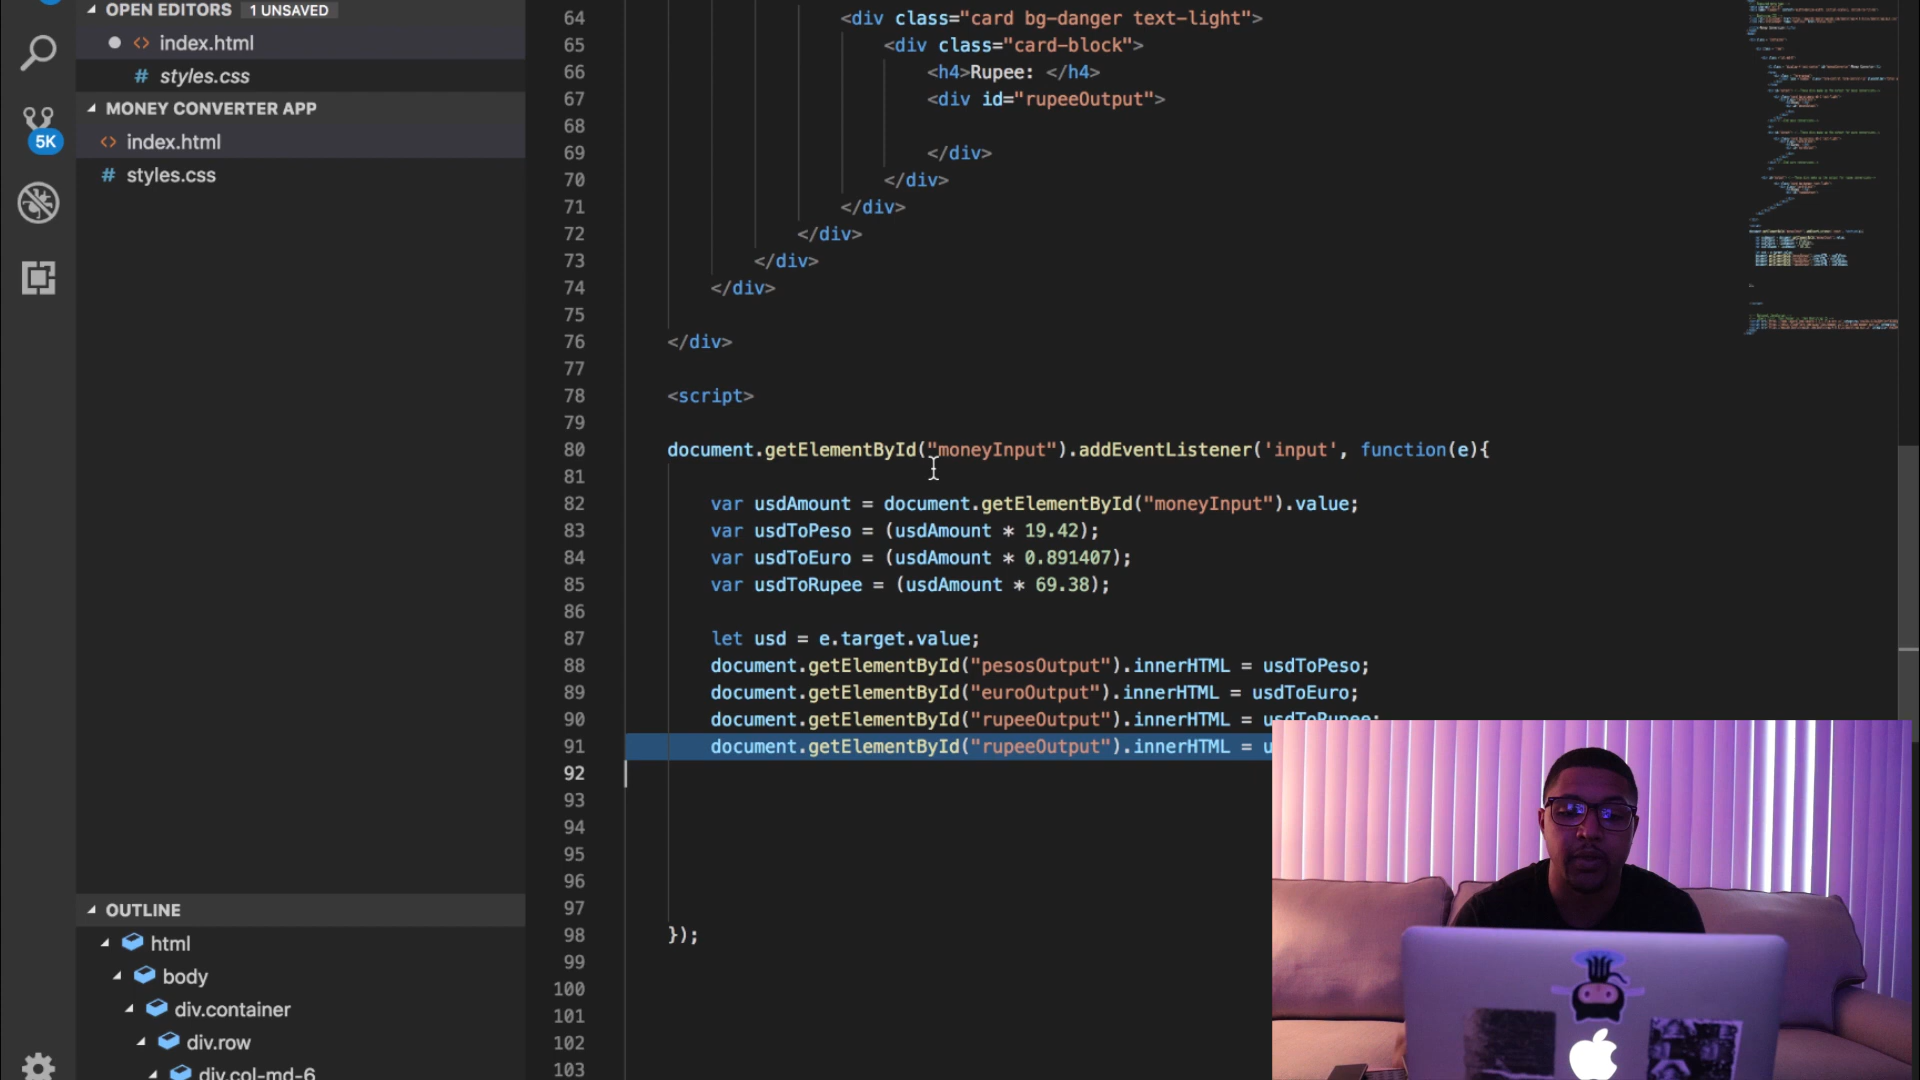 OPEN EDITORS 1 UNSAVED
index.html
# styles.css
MONEY CONVERTER APP
index.html
# styles.css
5K
OUTLINE
html
body
div.container
div.row
div.col-md-6
64 <div class="card bg-danger text-light">
65 <div class="card-block">
66 <h4>Rupee: </h4>
67 <div id="rupeeOutput">
68
69 </div>
70 </div>
71 </div>
72 </div>
73 </div>
74 </div>
75
76 </div>
77
78 <script>
79
80 document.getElementById("moneyInput").addEventListener('input', function(e){
81
82 var usdAmount = document.getElementById("moneyInput").value;
83 var usdToPeso = (usdAmount * 19.42);
84 var usdToEuro = (usdAmount * 0.891407);
85 var usdToRupee = (usdAmount * 69.38);
86
87 let usd = e.target.value;
88 document.getElementById("pesosOutput").innerHTML = usdToPeso;
89 document.getElementById("euroOutput").innerHTML = usdToEuro;
90 document.getElementById("rupeeOutput").innerHTML = usdToRupee;
91 document.getElementById("rupeeOutput").innerHTML = u
92
93
94
95
96
97
98 });
99
100
101
102
103